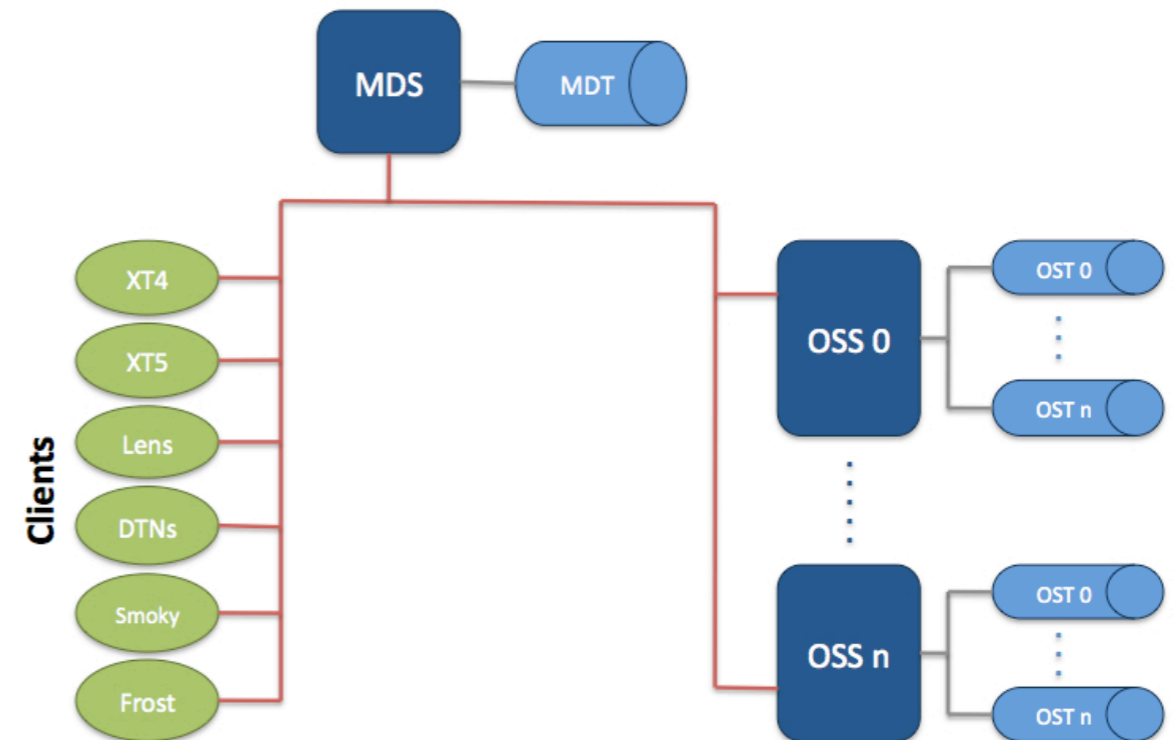 MDS
MDT
Clients
XT4
XT5
Lens
DTNs
Smoky
Frost
OSS 0
OST 0
OST n
OSS n
OST 0
OST n